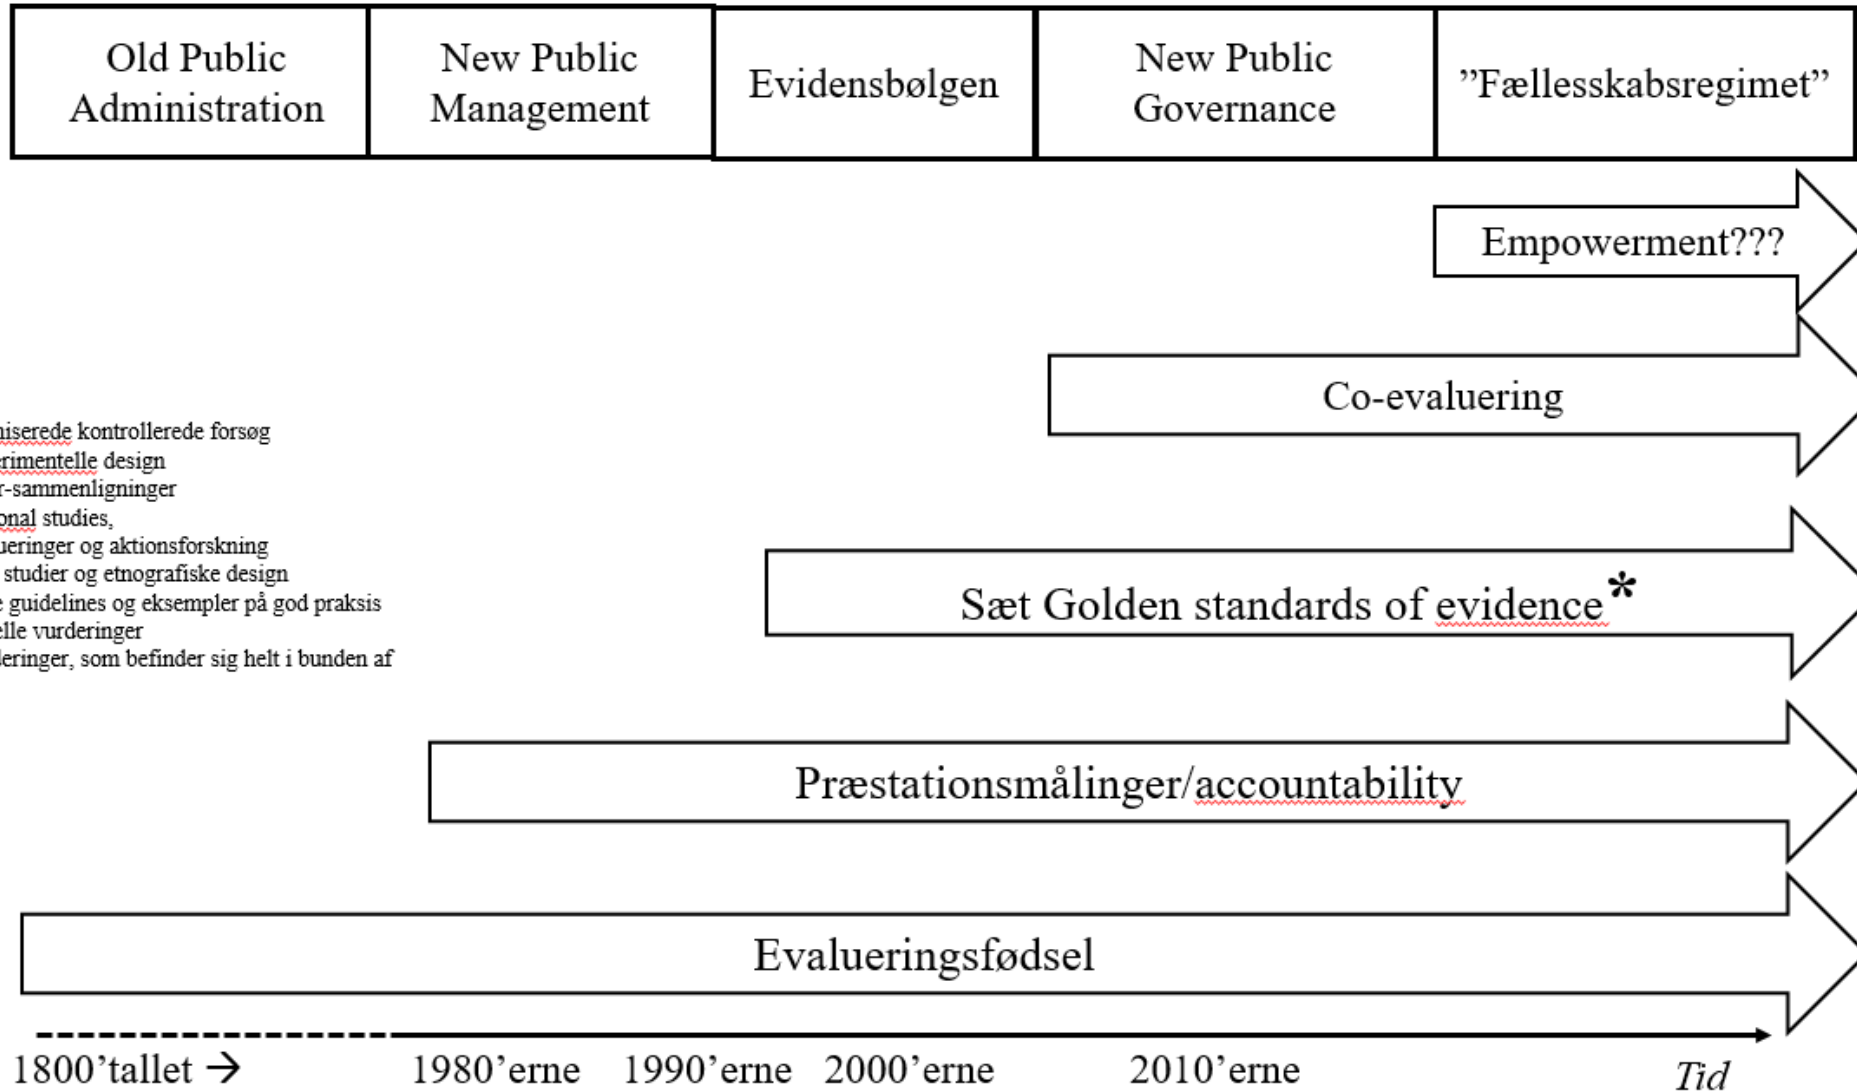 Old Public
Administration
New Public
Management
Evidensbølgen
New Public
Governance
”Fællesskabsregimet”
Empowerment???
Co-evaluering
kontrollerede forsøg
design
studies,
og aktionsforskning
studier og etnografiske design
guidelines og eksempler på god praksis
vurderinger
som befinder sig helt i bunden af
Sæt Golden standards of evidence*
Præstationsmålinger/accountability
Evalueringsfødsel
1800’tallet →
1980’erne
1990’erne
2000’erne
2010’erne
Tid